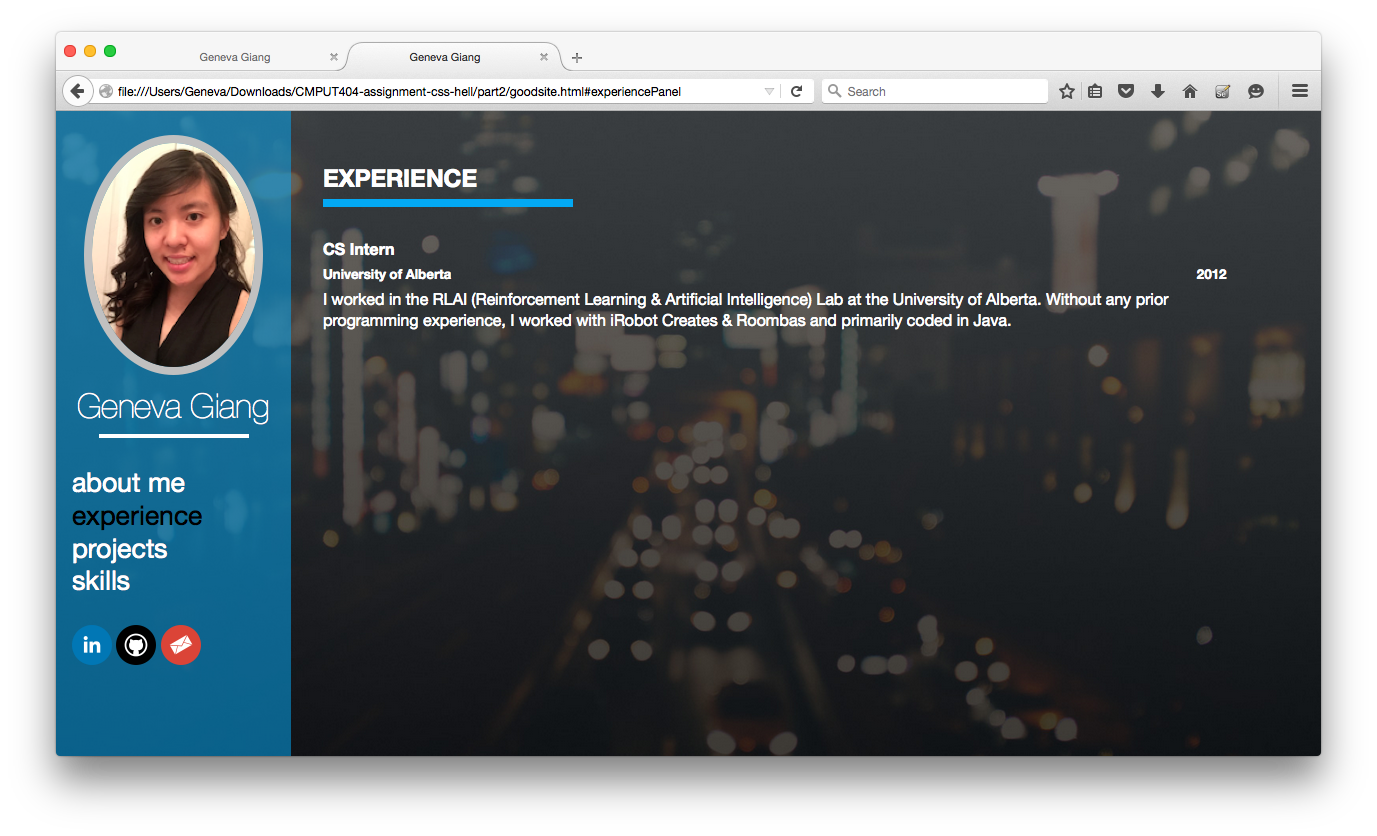 Geneva Giang
Geneva Giang
file:///Users/Geneva/Downloads/CMPUT404-assignment-css-hell/part2/goodsite.html#experiencePanel
Search
Geneva Giang
about me
experience
projects
skills
in
EXPERIENCE
CS Intern
University of Alberta 2012
I worked in the RLAI (Reinforcement Learning & Artificial Intelligence) Lab at the University of Alberta. Without any prior
programming experience, I worked with iRobot Creates & Roombas and primarily coded in Java.